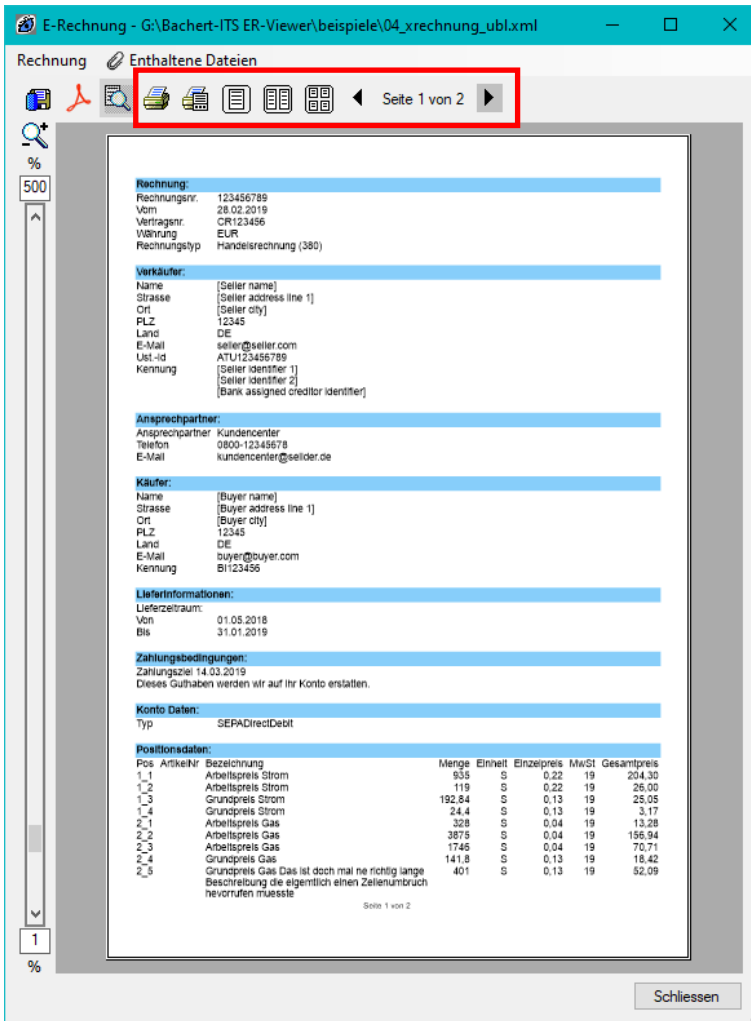 E-Rechnung - G:\Bachert-ITS ER-Viewer\beispiele\04_xrechnung_ubl.xml
Rechnung Enthaltene Dateien
Seite 1 von 2
%
500
Rechnung:
Rechnungsnr. 123456789
Vom 28.02.2019
Vertragsnr. CR123456
Währung EUR
Rechnungstyp Handelsrechnung (380)
Verkäufer:
Name [Seller name]
Strasse [Seller address line 1]
Ort [Seller city]
PLZ 12345
Land DE
E-Mail seller@seller.com
Ust.-Id ATU123456789
Kennung [Seller identifier 1]
[Seller identifier 2]
[Bank assigned creditor identifier]
Ansprechpartner:
Ansprechpartner Kundencenter
Telefon 0800-12345678
E-Mail kundencenter@sellder.de
Käufer:
Name [Buyer name]
Strasse [Buyer address line 1]
Ort [Buyer city]
PLZ 12345
Land DE
E-Mail buyer@buyer.com
Kennung BI123456
Lieferinformationen:
Lieferzeitraum:
Von 01.05.2018
Bis 31.01.2019
Zahlungsbedingungen:
Zahlungsziel 14.03.2019
Dieses Guthaben werden wir auf Ihr Konto erstatten.
Konto Daten:
Typ SEPADirectDebit
Positionsdaten:
Pos ArtikelNr Bezeichnung Menge Einheit Einzelpreis MwSt Gesamtpreis
1_1 Arbeitspreis Strom 935 S 0,22 19 204,30
1_2 Arbeitspreis Strom 119 S 0,22 19 26,00
1_3 Grundpreis Strom 192,84 S 0,13 19 25,05
1_4 Grundpreis Strom 24,4 S 0,13 19 3,17
2_1 Arbeitspreis Gas 328 S 0,04 19 13,28
2_2 Arbeitspreis Gas 3875 S 0,04 19 156,94
2_3 Arbeitspreis Gas 1746 S 0,04 19 70,71
2_4 Grundpreis Gas 141,8 S 0,13 19 18,42
2_5 Grundpreis Gas Das ist doch mal ne richtig lange 401 S 0,13 19 52,09
Beschreibung die eigemtlich einen Zeilenumbruch
hevorrufen muesste
Seite 1 von 2
1
%
Schliessen